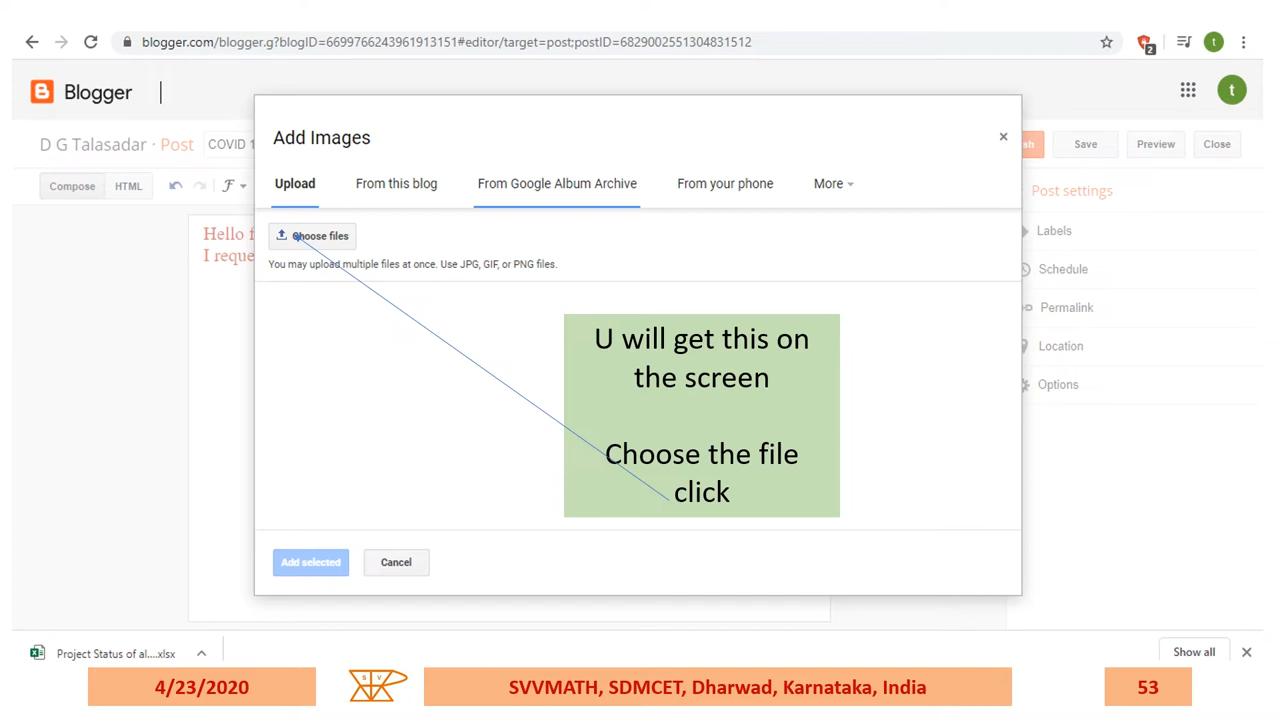 blogger.com/blogger.g?blogID=6699766243961913151#editor/target=post;postID=6829002551304831512
2
t
Blogger
t
Add Images
×
D G Talasadar · Post
COVID 1
sh
Save
Preview
Close
Upload
From this blog
From Google Album Archive
From your phone
More
Compose
HTML
Post settings
Hello f
I reque
Choose files
You may upload multiple files at once. Use JPG, GIF, or PNG files.
Labels
Schedule
Permalink
Location
Options
U will get this on
the screen
Choose the file
click
Add selected
Cancel
Project Status of al....xlsx
Show all
4/23/2020
S V
SVVMATH, SDMCET, Dharwad, Karnataka, India
53